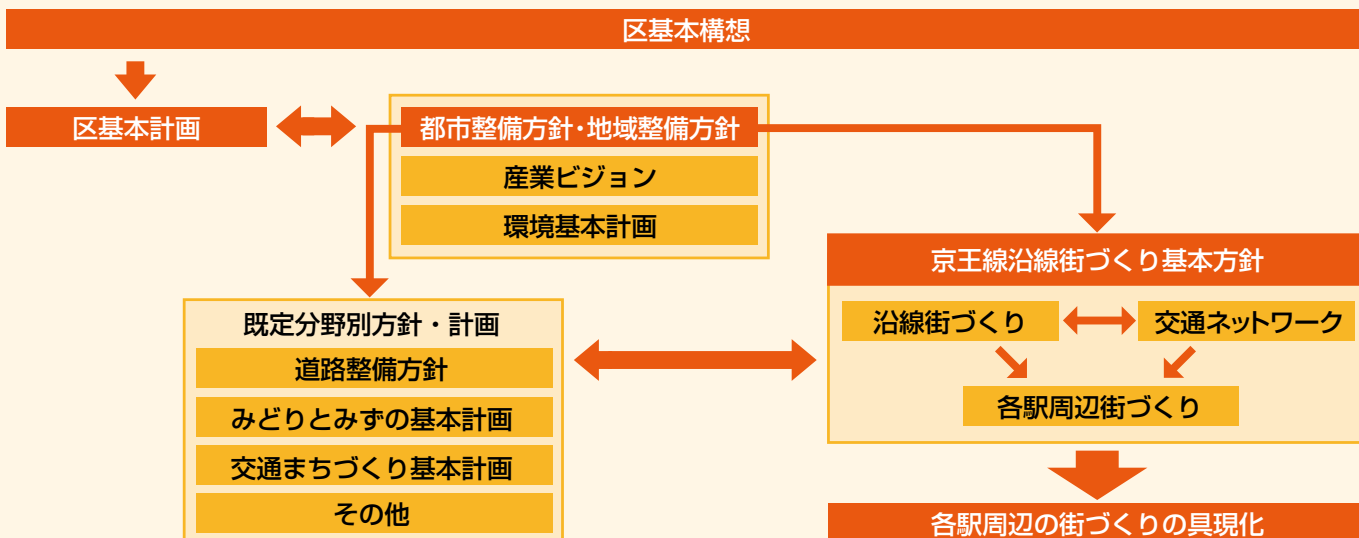 区基本構想
区基本計画
都市整備方針・地域整備方針
産業ビジョン
環境基本計画
京王線沿線街づくり基本方針
沿線街づくり
交通ネットワーク
各駅周辺街づくり
既定分野別方針・計画
道路整備方針
みどりとみずの基本計画
交通まちづくり基本計画
その他
各駅周辺の街づくりの具現化